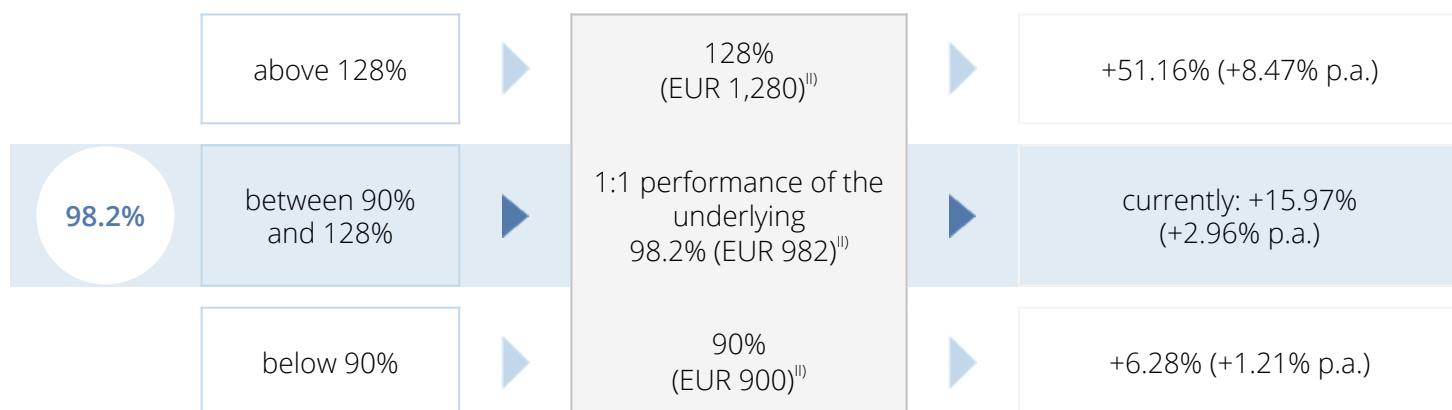 above 128%
128%
(EUR 1,280)II)
+51.16% (+8.47% p.a.)
98.2%
between 90%
and 128%
1:1 performance of the
underlying
98.2% (EUR 982)II)
currently: +15.97%
(+2.96% p.a.)
below 90%
90%
(EUR 900)II)
+6.28% (+1.21% p.a.)